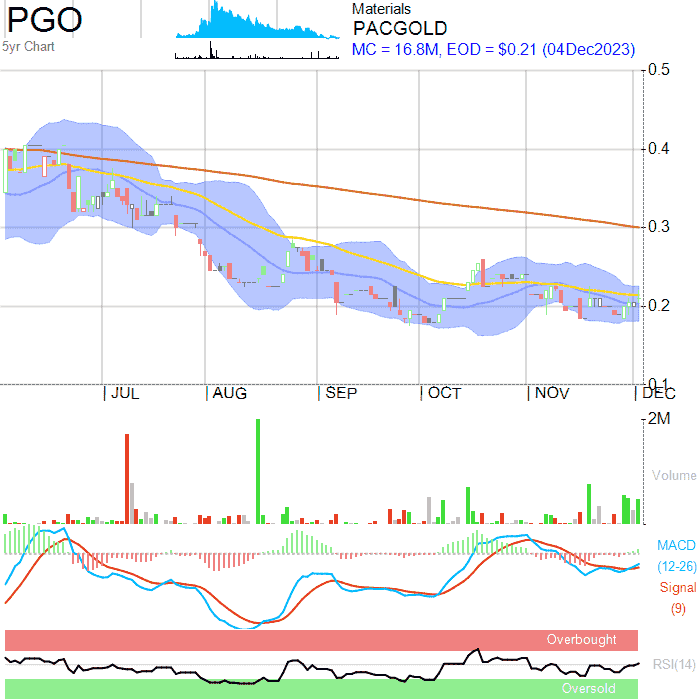 PGO
5yr Chart
Materials
PACGOLD
MC = 16.8M, EOD = $0.21 (04Dec2023)
0.5
0.4
0.3
0.2
0.1
JUL AUG SEP OCT NOV DEC
2M
Volume
MACD
(12-26)
Signal
(9)
Overbought
RSI(14)
Oversold